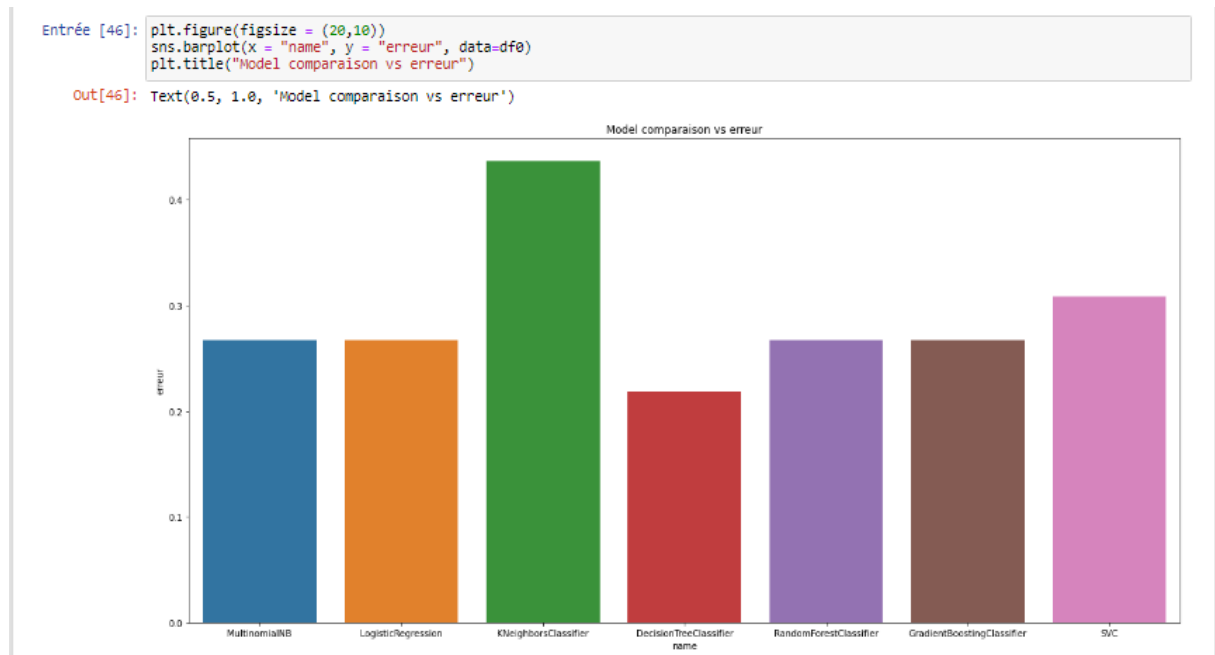 Entrée [46]: plt.figure(figsize = (20,10))
sns.barplot(x = "name", y = "erreur", data=df0)
plt.title("Model comparaison vs erreur")
Out[46]: Text(0.5, 1.0, 'Model comparaison vs erreur')
Model comparaison vs erreur
0.4
0.3
erreur
0.2
0.1
0.0
MultinomialNB LogisticRegression KNeighborsClassifier DecisionTreeClassifier RandomForestClassifier GradientBoostingClassifier SVC
name